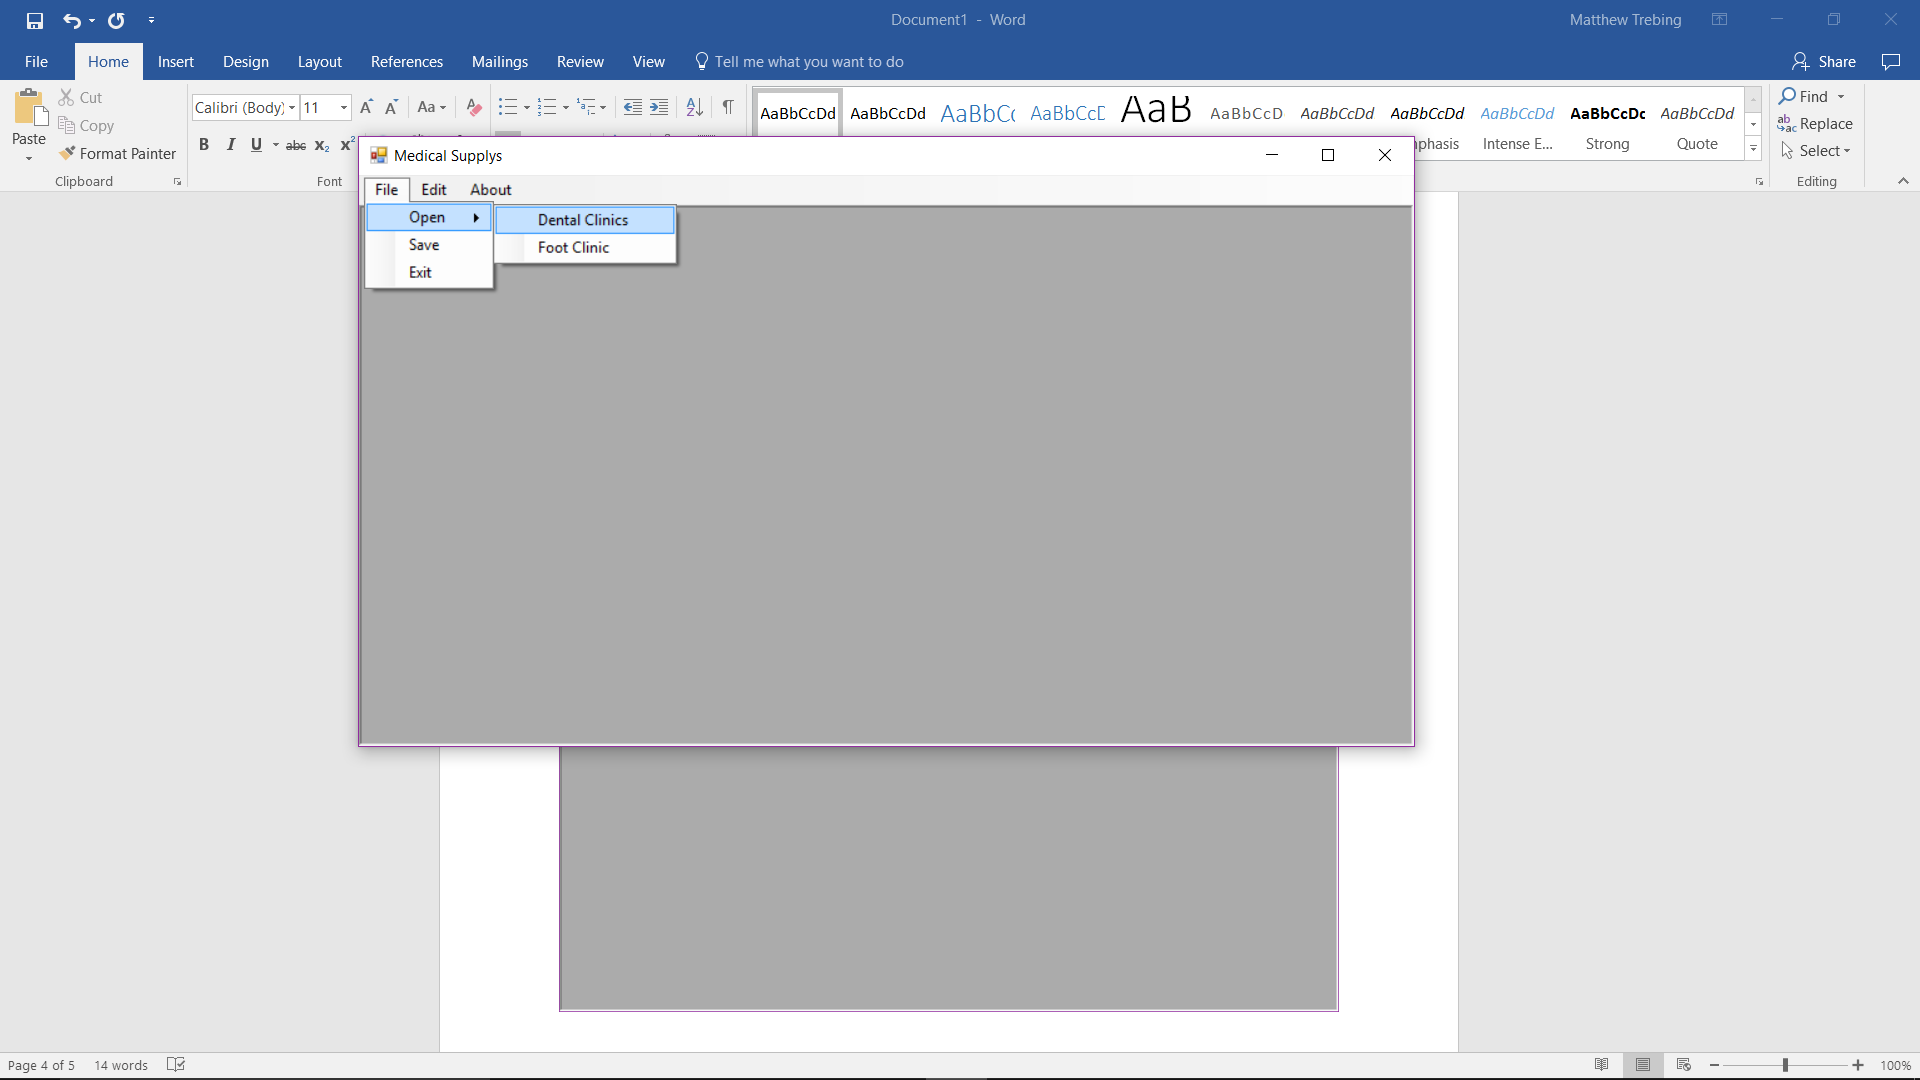 Document1 - Word
Matthew Trebing
File Home Insert Design Layout References Mailings Review View Tell me what you want to do
Share
Paste
Cut
Copy
Format Painter
Clipboard
Calibri (Body) 11 Aa
B I U abc x₂ x²
Font
AaBbCcDd AaBbCcDd AaBbCc AaBbCcD AaB AaBbCcD AaBbCcDd AaBbCcDd AaBbCcDd AaBbCcDc AaBbCcDd
Intense E... Strong Quote
Find
Replace
Select
Editing
Medical Supplys
File Edit About
Open
Save
Exit
Dental Clinics
Foot Clinic
Page 4 of 5 14 words
100%